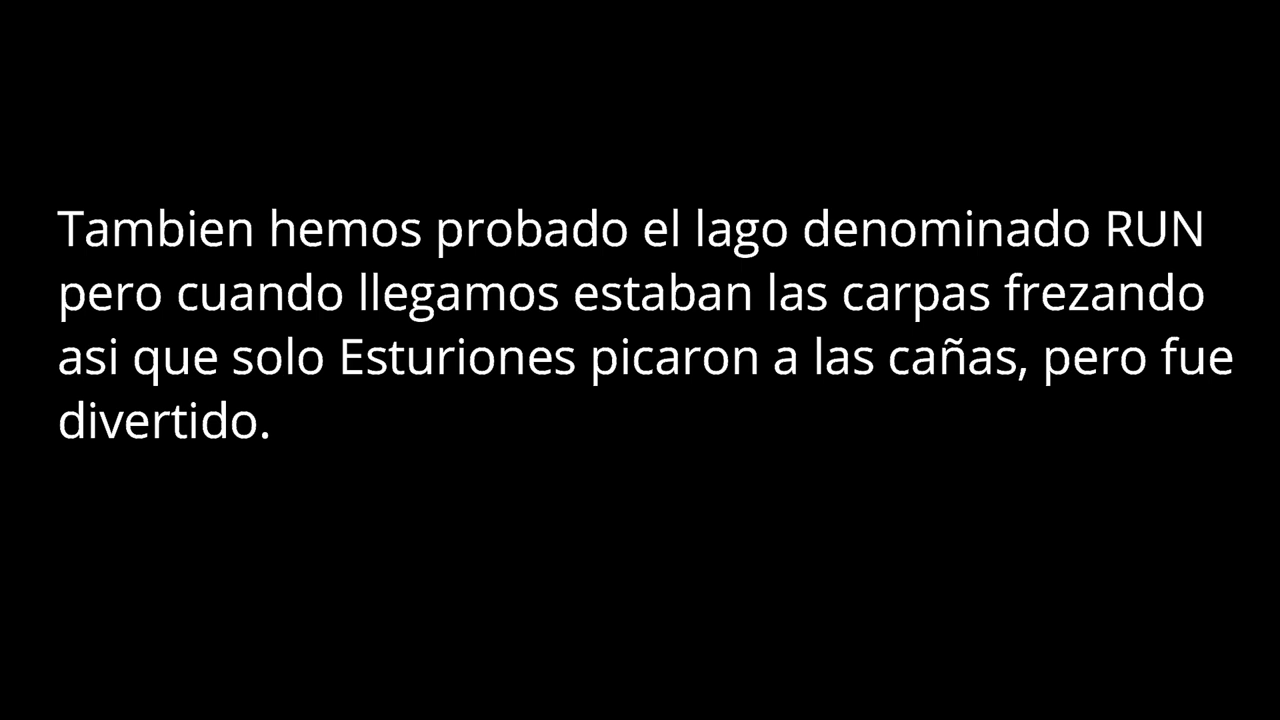 Tambien hemos probado el lago denominado RUN
pero cuando llegamos estaban las carpas frezando
asi que solo Esturiones picaron a las cañas, pero fue
divertido.